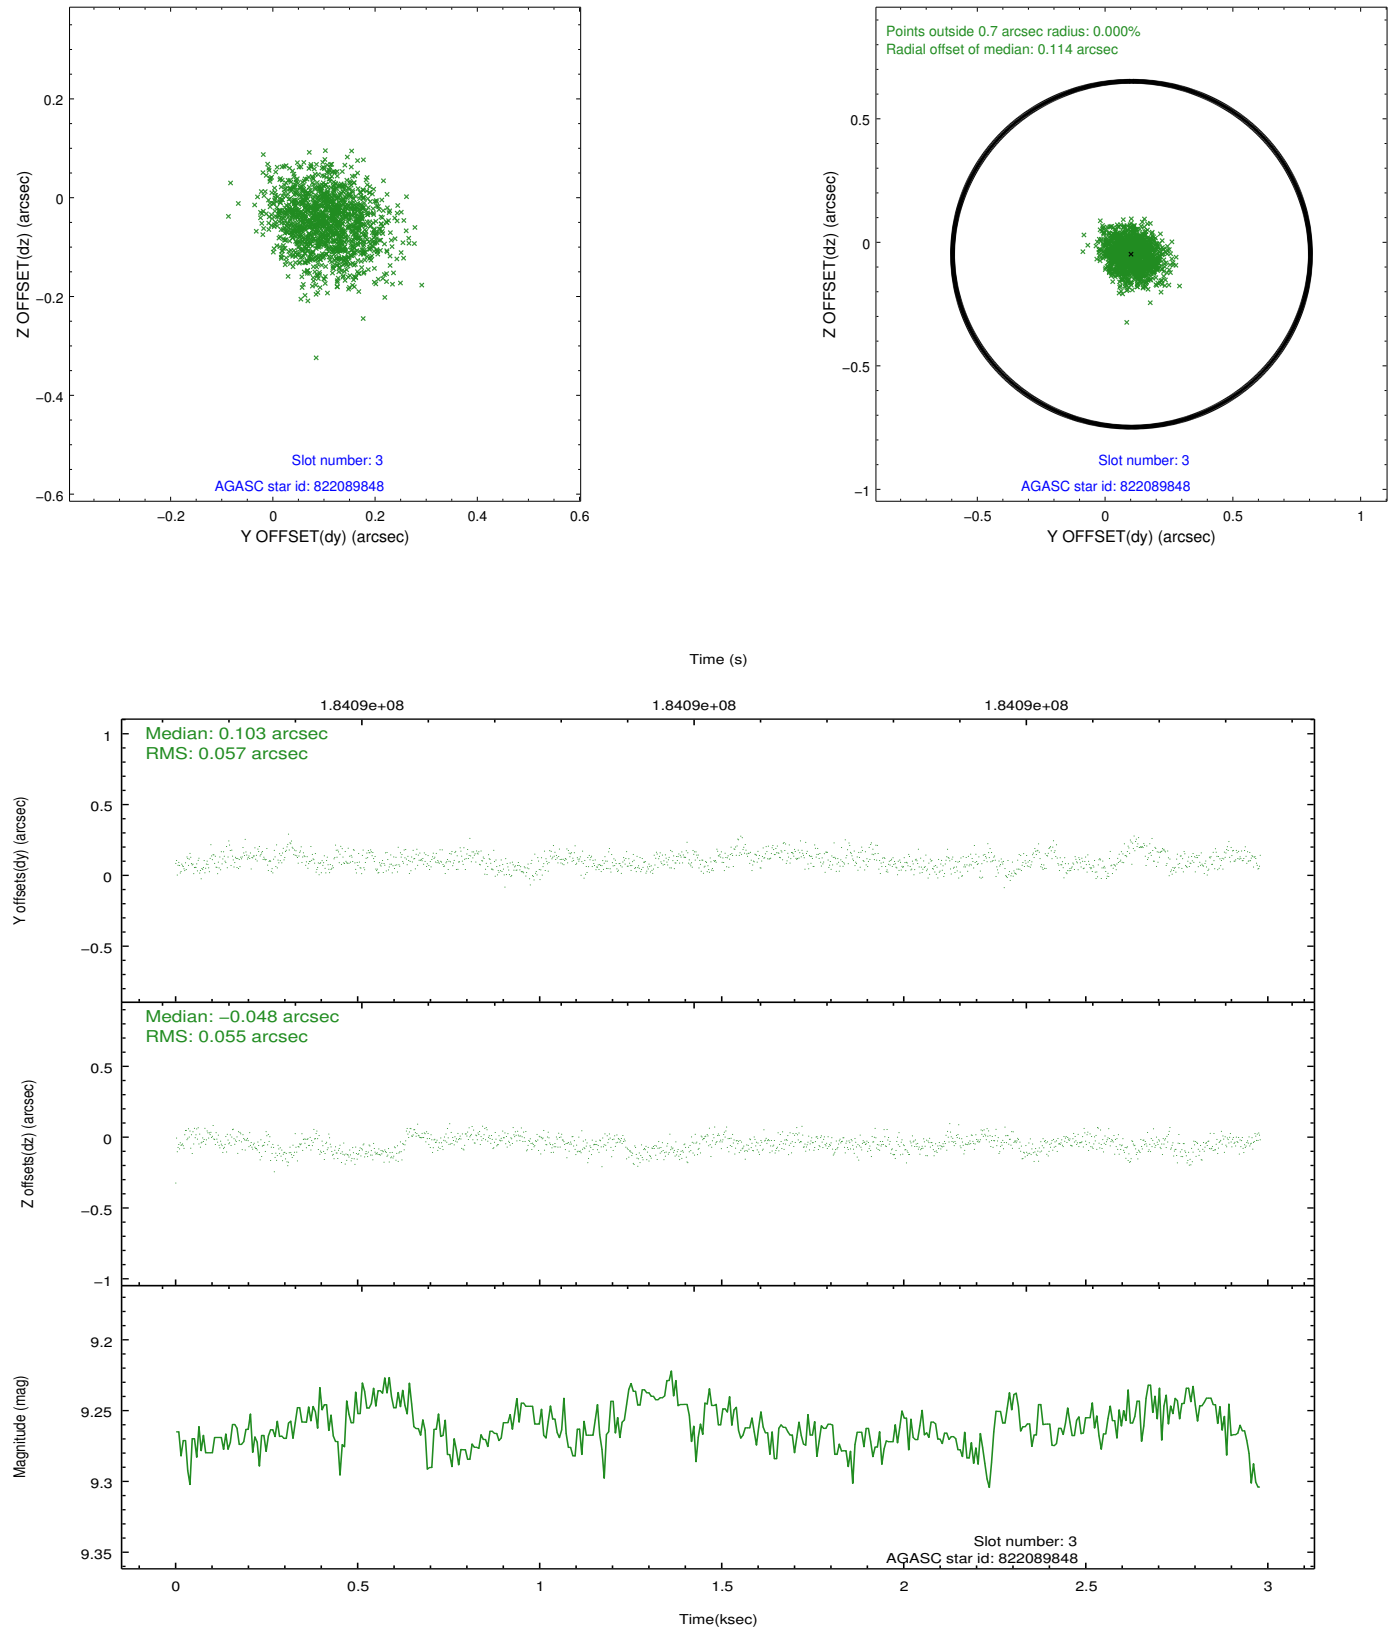 0.2
0
−0.2
−0.4
−0.6
−0.2
0
0.2
0.4
0.6
Z OFFSET(dz) (arcsec)
Y OFFSET(dy) (arcsec)
Slot number: 3
AGASC star id: 822089848
Points outside 0.7 arcsec radius: 0.000%
Radial offset of median: 0.114 arcsec
0.5
0
−0.5
−1
−0.5
0
0.5
1
Z OFFSET(dz) (arcsec)
Y OFFSET(dy) (arcsec)
Slot number: 3
AGASC star id: 822089848
Time (s)
1.8409e+08
1.8409e+08
1.8409e+08
Median: 0.103 arcsec
RMS: 0.057 arcsec
1
0.5
0
−0.5
Y offsets(dy) (arcsec)
Median: −0.048 arcsec
RMS: 0.055 arcsec
0.5
0
−0.5
−1
Z offsets(dz) (arcsec)
9.2
9.25
9.3
9.35
Magnitude (mag)
Slot number: 3
AGASC star id: 822089848
0
0.5
1
1.5
2
2.5
3
Time(ksec)